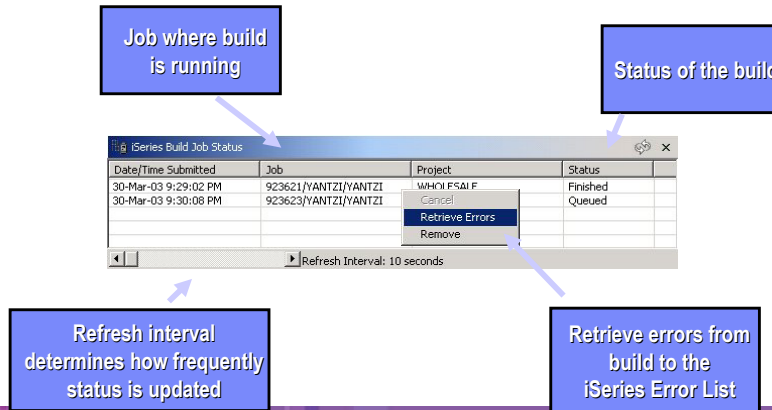 Job where build
is running
Status of the build
iSeries Build Job Status
Date/Time Submitted Job Project Status
30-Mar-03 9:29:02 PM 923621/YANTZI/YANTZI WHOLESALE Finished
30-Mar-03 9:30:08 PM 923623/YANTZI/YANTZI Queued
Cancel
Retrieve Errors
Remove
Refresh Interval: 10 seconds
Refresh interval
determines how frequently
status is updated
Retrieve errors from
build to the
iSeries Error List